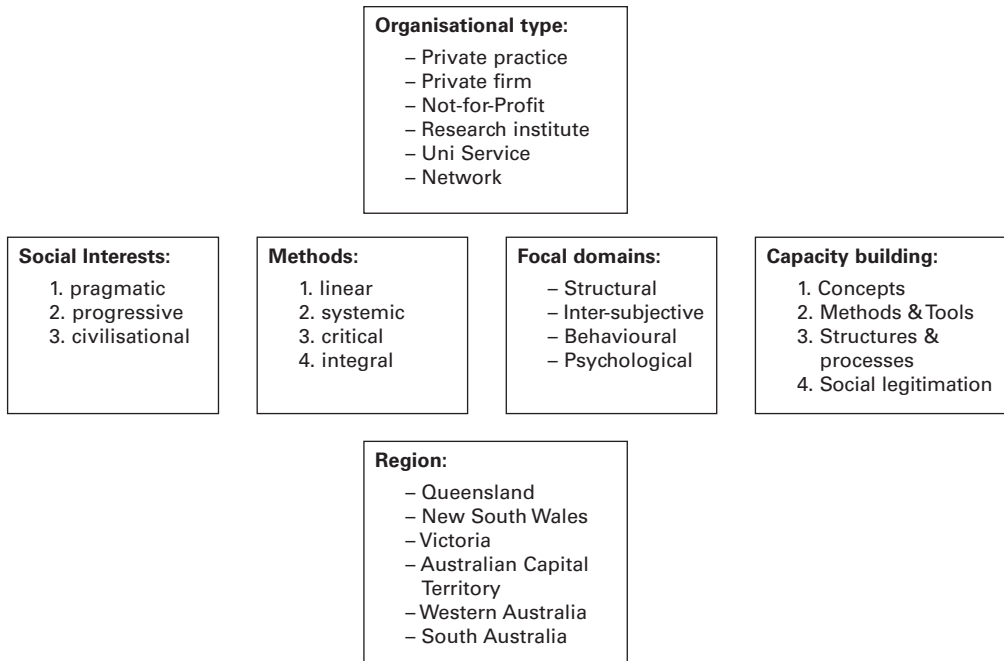 Organisational type:
– Private practice
– Private firm
– Not-for-Profit
– Research institute
– Uni Service
– Network
Social Interests:
1. pragmatic
2. progressive
3. civilisational
Methods:
1. linear
2. systemic
3. critical
4. integral
Focal domains:
– Structural
– Inter-subjective
– Behavioural
– Psychological
Capacity building:
1. Concepts
2. Methods & Tools
3. Structures &
processes
4. Social legitimation
Region:
– Queensland
– New South Wales
– Victoria
– Australian Capital
Territory
– Western Australia
– South Australia